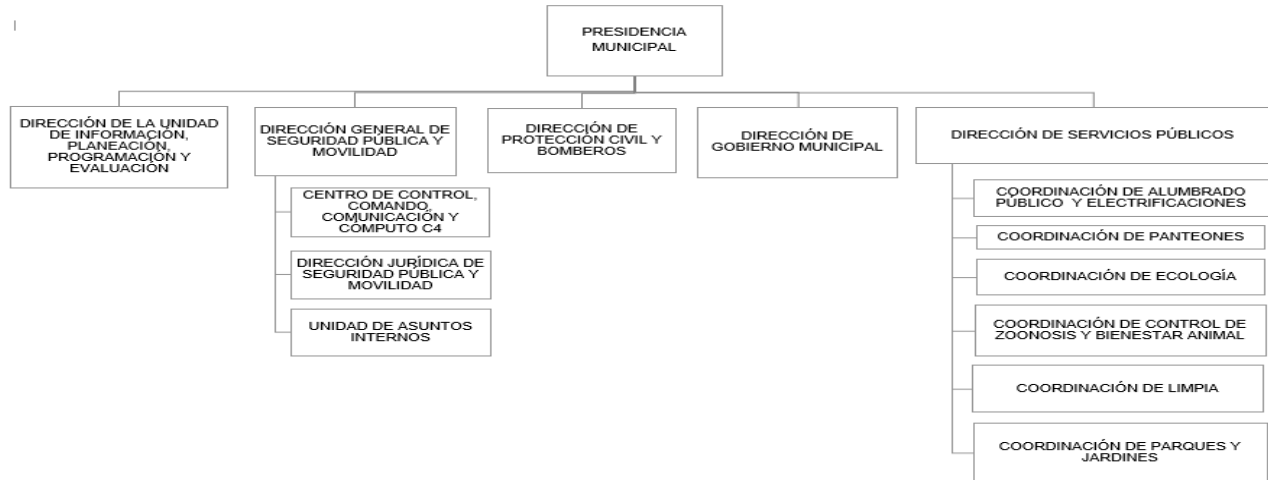 PRESIDENCIA
MUNICIPAL
DIRECCIÓN DE LA UNIDAD
DE INFORMACIÓN,
PLANEACIÓN,
PROGRAMACIÓN Y
EVALUACIÓN
DIRECCIÓN GENERAL DE
SEGURIDAD PÚBLICA Y
MOVILIDAD
CENTRO DE CONTROL,
COMANDO,
COMUNICACIÓN Y
CÓMPUTO C4
DIRECCIÓN JURÍDICA DE
SEGURIDAD PÚBLICA Y
MOVILIDAD
UNIDAD DE ASUNTOS
INTERNOS
DIRECCIÓN DE
PROTECCIÓN CIVIL Y
BOMBEROS
DIRECCIÓN DE
GOBIERNO MUNICIPAL
DIRECCIÓN DE SERVICIOS PÚBLICOS
COORDINACIÓN DE ALUMBRADO
PÚBLICO Y ELECTRIFICACIONES
COORDINACIÓN DE PANTEONES
COORDINACIÓN DE ECOLOGÍA
COORDINACIÓN DE CONTROL DE
ZOONOSIS Y BIENESTAR ANIMAL
COORDINACIÓN DE LIMPIA
COORDINACIÓN DE PARQUES Y
JARDINES